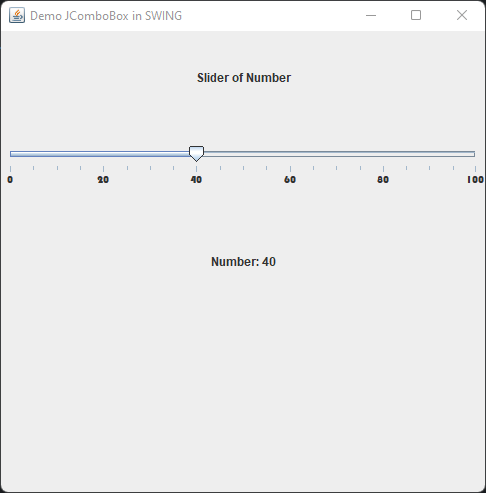 Demo JComboBox in SWING
Slider of Number
0 20 40 60 80 100
Number: 40